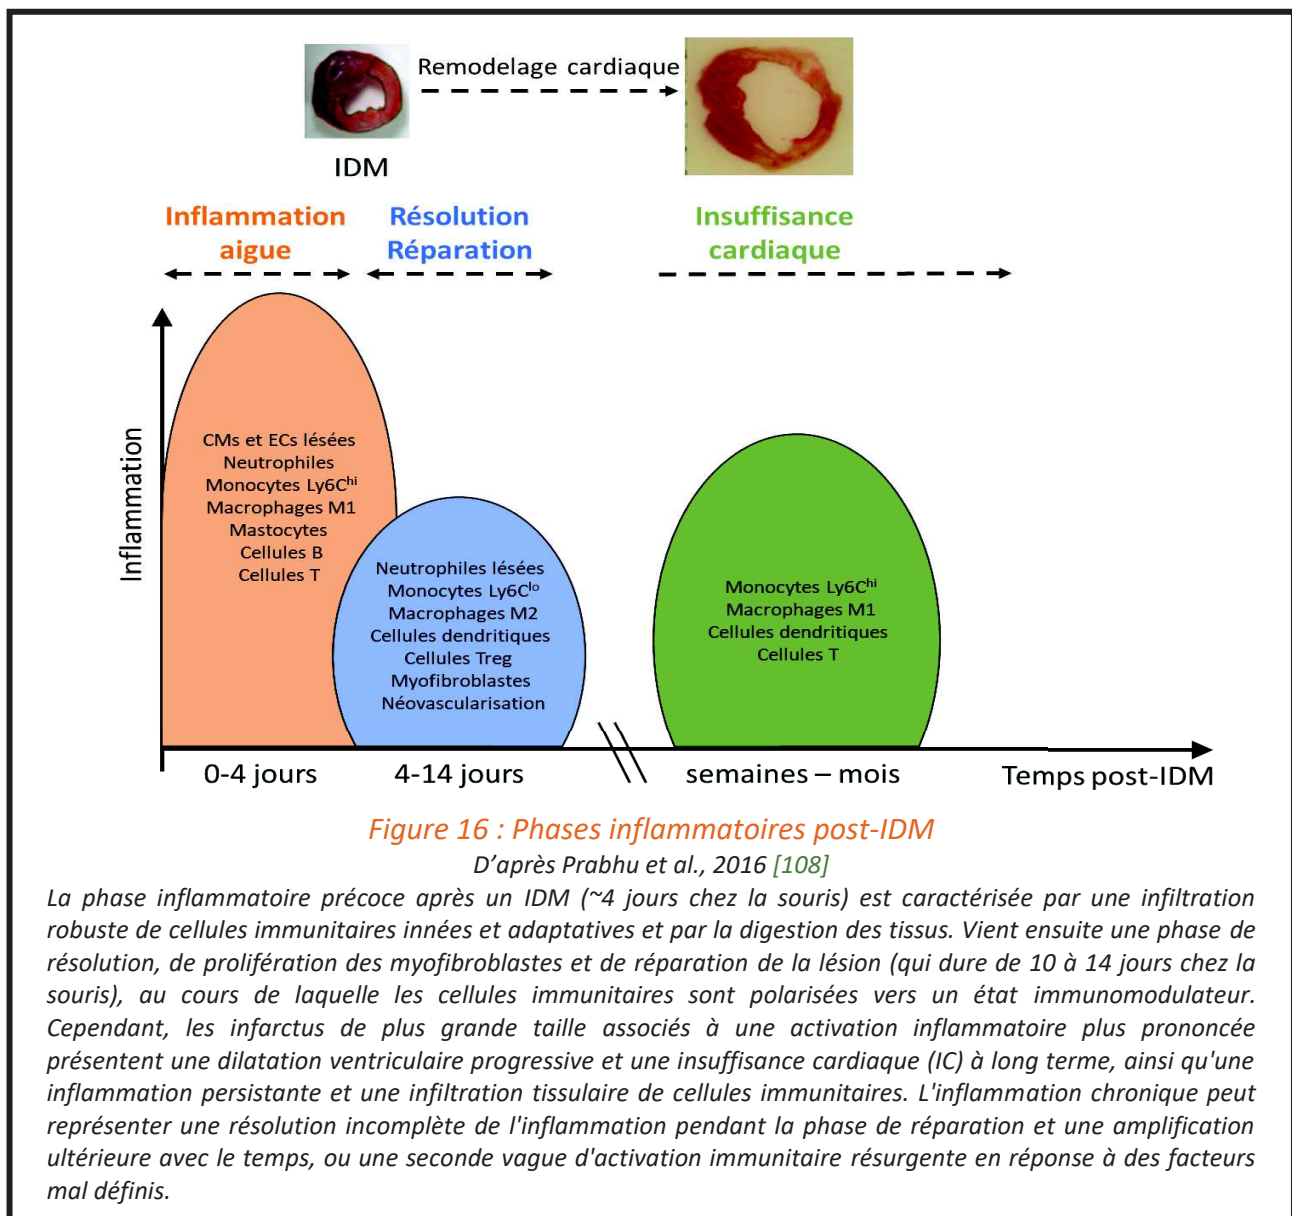 Remodelage cardiaque
IDM
Inflammation
aigue
Résolution
Réparation
Insuffisance
cardiaque
Inflammation
CMs et ECs lésées
Neutrophiles
Monocytes Ly6Chi
Macrophages M1
Mastocytes
Cellules B
Cellules T
Neutrophiles lésées
Monocytes Ly6Clo
Macrophages M2
Cellules dendritiques
Cellules Treg
Myofibroblastes
Néovascularisation
Monocytes Ly6Chi
Macrophages M1
Cellules dendritiques
Cellules T
0-4 jours
4-14 jours
semaines – mois
Temps post-IDM
Figure 16 : Phases inflammatoires post-IDM
D’après Prabhu et al., 2016 [108]
La phase inflammatoire précoce après un IDM (~4 jours chez la souris) est caractérisée par une infiltration
robuste de cellules immunitaires innées et adaptatives et par la digestion des tissus. Vient ensuite une phase de
résolution, de prolifération des myofibroblastes et de réparation de la lésion (qui dure de 10 à 14 jours chez la
souris), au cours de laquelle les cellules immunitaires sont polarisées vers un état immunomodulateur.
Cependant, les infarctus de plus grande taille associés à une activation inflammatoire plus prononcée
présentent une dilatation ventriculaire progressive et une insuffisance cardiaque (IC) à long terme, ainsi qu'une
inflammation persistante et une infiltration tissulaire de cellules immunitaires. L'inflammation chronique peut
représenter une résolution incomplète de l'inflammation pendant la phase de réparation et une amplification
ultérieure avec le temps, ou une seconde vague d'activation immunitaire résurgente en réponse à des facteurs
mal définis.